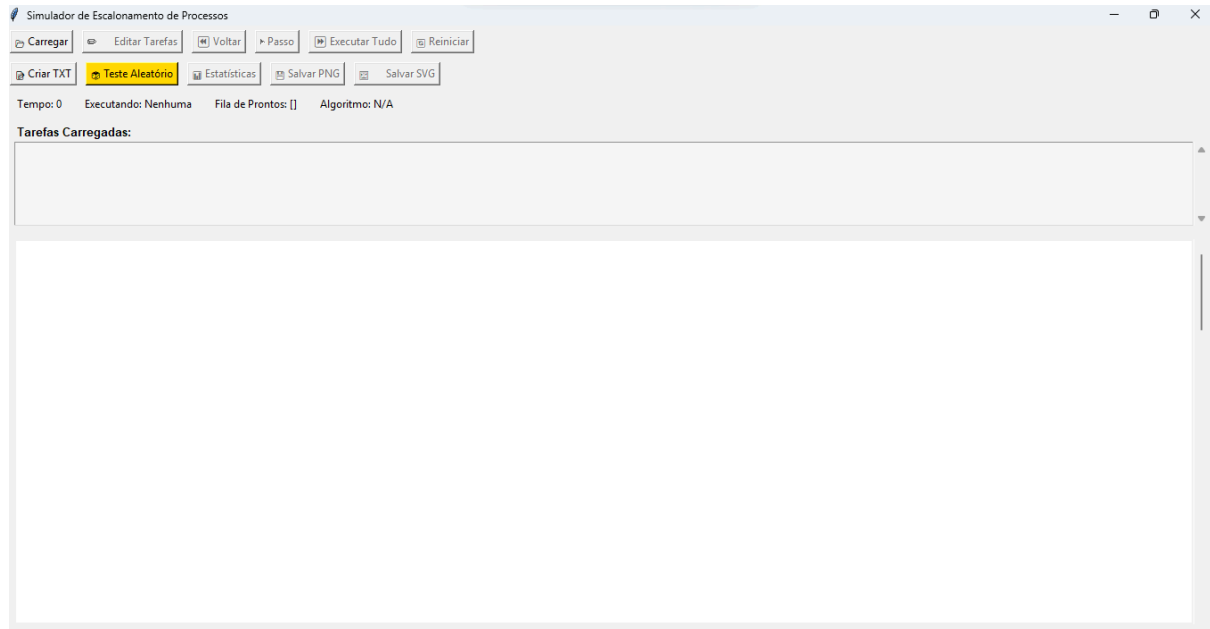 Simulador de Escalonamento de Processos
Carregar Editar Tarefas Voltar Passo Executar Tudo Reiniciar
Criar TXT Teste Aleatório Estatísticas Salvar PNG Salvar SVG
Tempo: 0 Executando: Nenhuma Fila de Prontos: [] Algoritmo: N/A
Tarefas Carregadas: